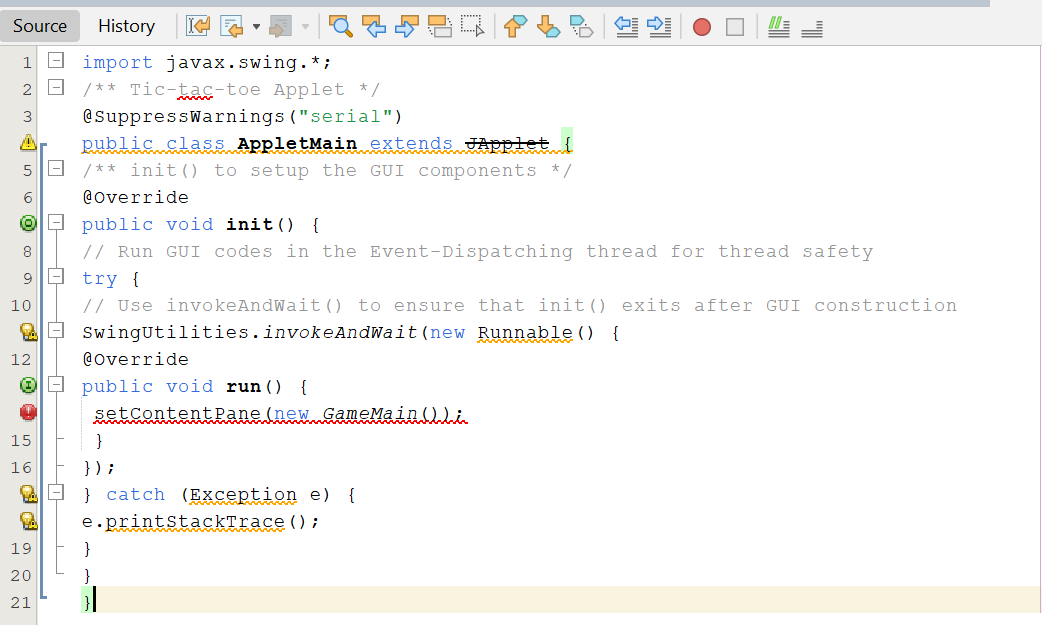 Source History
1 import javax.swing.*;
2 /** Tic-tac-toe Applet */
3 @SuppressWarnings("serial")
public class AppletMain extends JApplet {
5 /** init() to setup the GUI components */
6 @Override
public void init() {
8 // Run GUI codes in the Event-Dispatching thread for thread safety
9 try {
10 // Use invokeAndWait() to ensure that init() exits after GUI construction
SwingUtilities.invokeAndWait(new Runnable() {
12 @Override
public void run() {
setContentPane(new GameMain());
15 }
16 });
} catch (Exception e) {
e.printStackTrace();
19 }
20 }
21 }